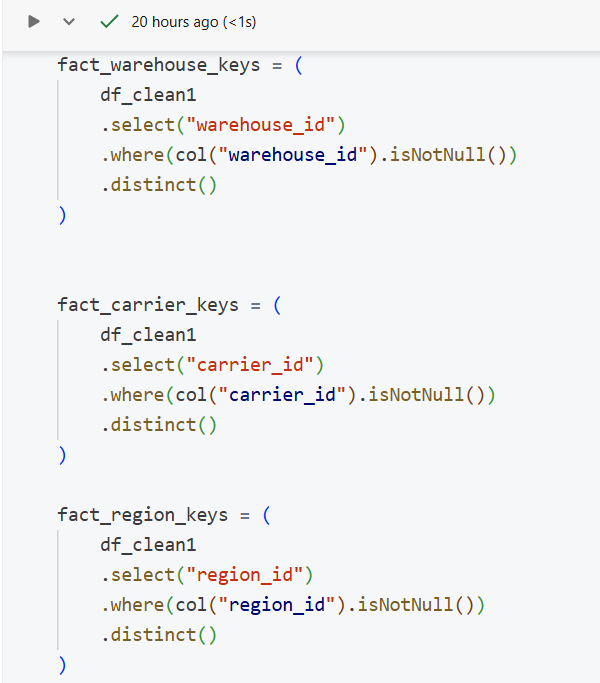 20 hours ago (<1s)
fact_warehouse_keys = (
    df_clean1
    .select("warehouse_id")
    .where(col("warehouse_id").isNotNull())
    .distinct()
)
fact_carrier_keys = (
    df_clean1
    .select("carrier_id")
    .where(col("carrier_id").isNotNull())
    .distinct()
)
fact_region_keys = (
    df_clean1
    .select("region_id")
    .where(col("region_id").isNotNull())
    .distinct()
)